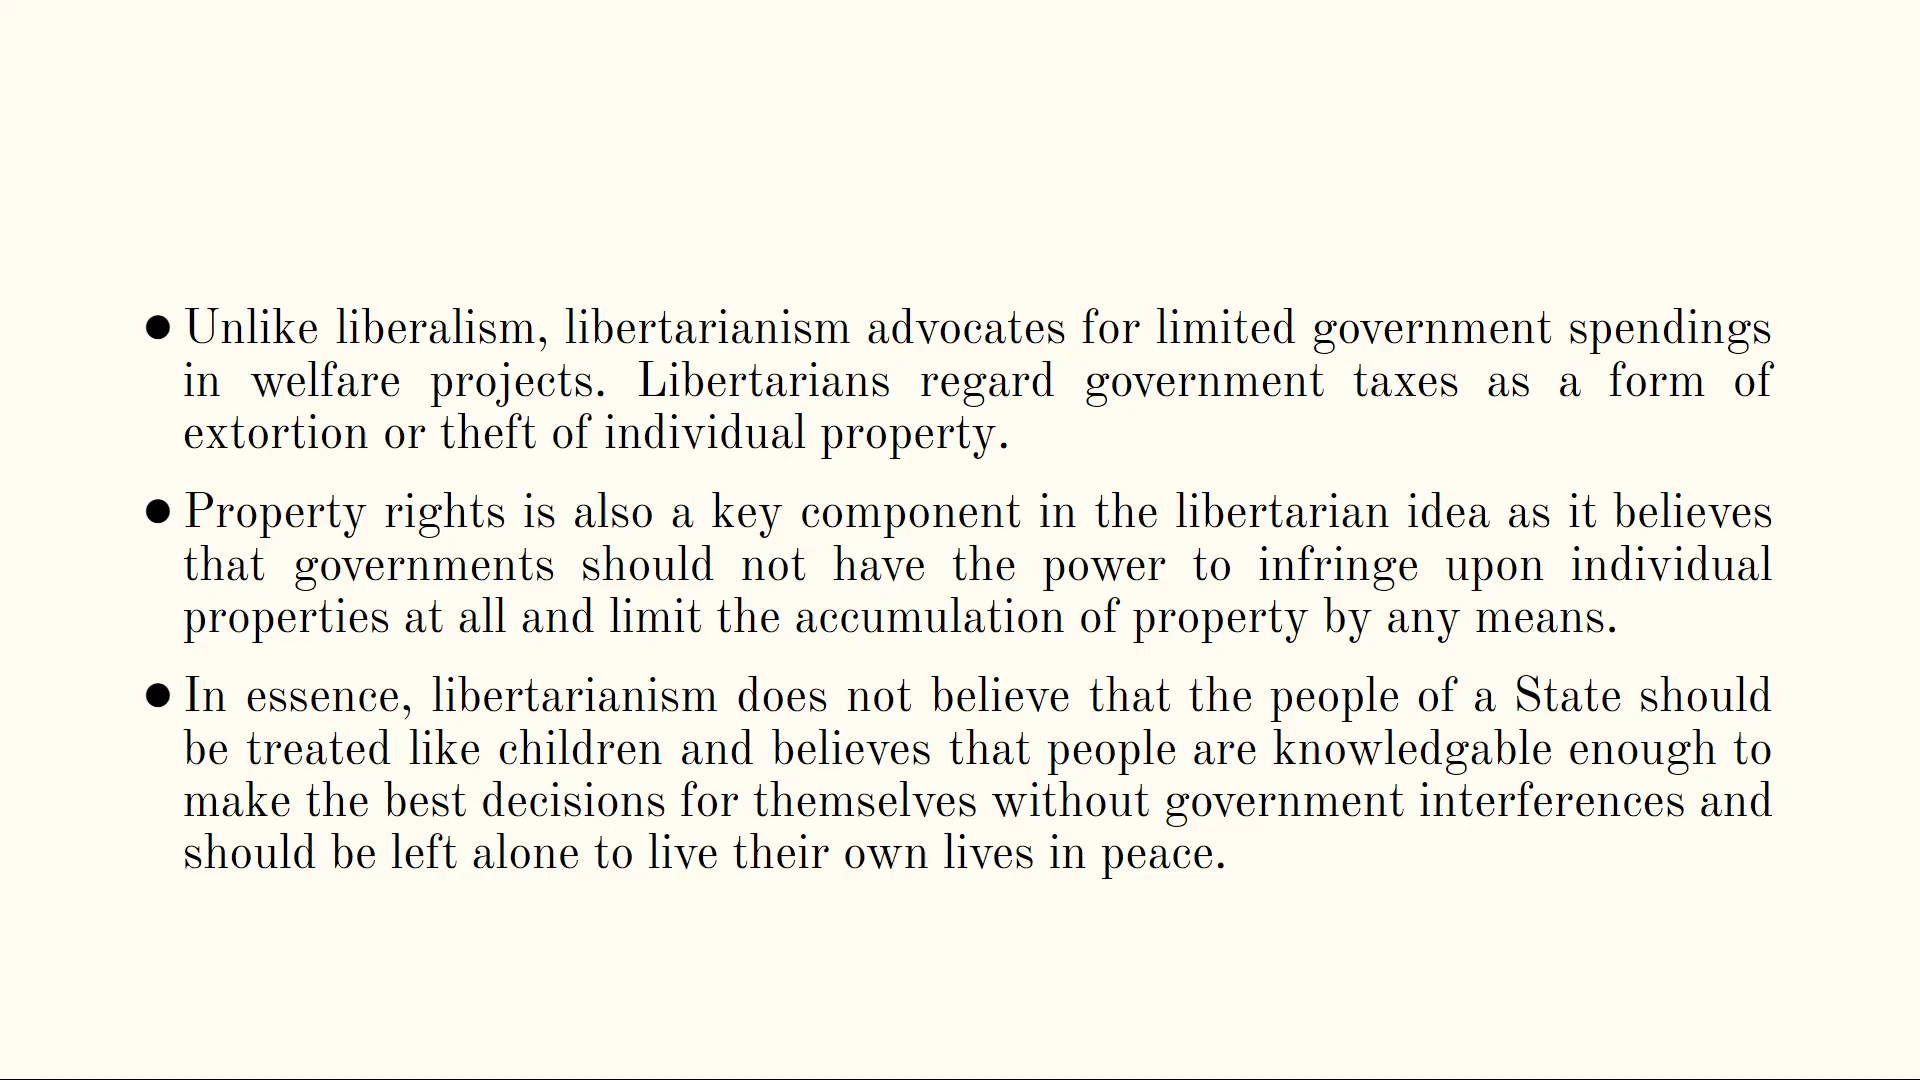 ● Unlike liberalism, libertarianism advocates for limited government spendings
in welfare projects. Libertarians regard government taxes as a form of
extortion or theft of individual property.
● Property rights is also a key component in the libertarian idea as it believes
that governments should not have the power to infringe upon individual
properties at all and limit the accumulation of property by any means.
● In essence, libertarianism does not believe that the people of a State should
be treated like children and believes that people are knowledgable enough to
make the best decisions for themselves without government interferences and
should be left alone to live their own lives in peace.